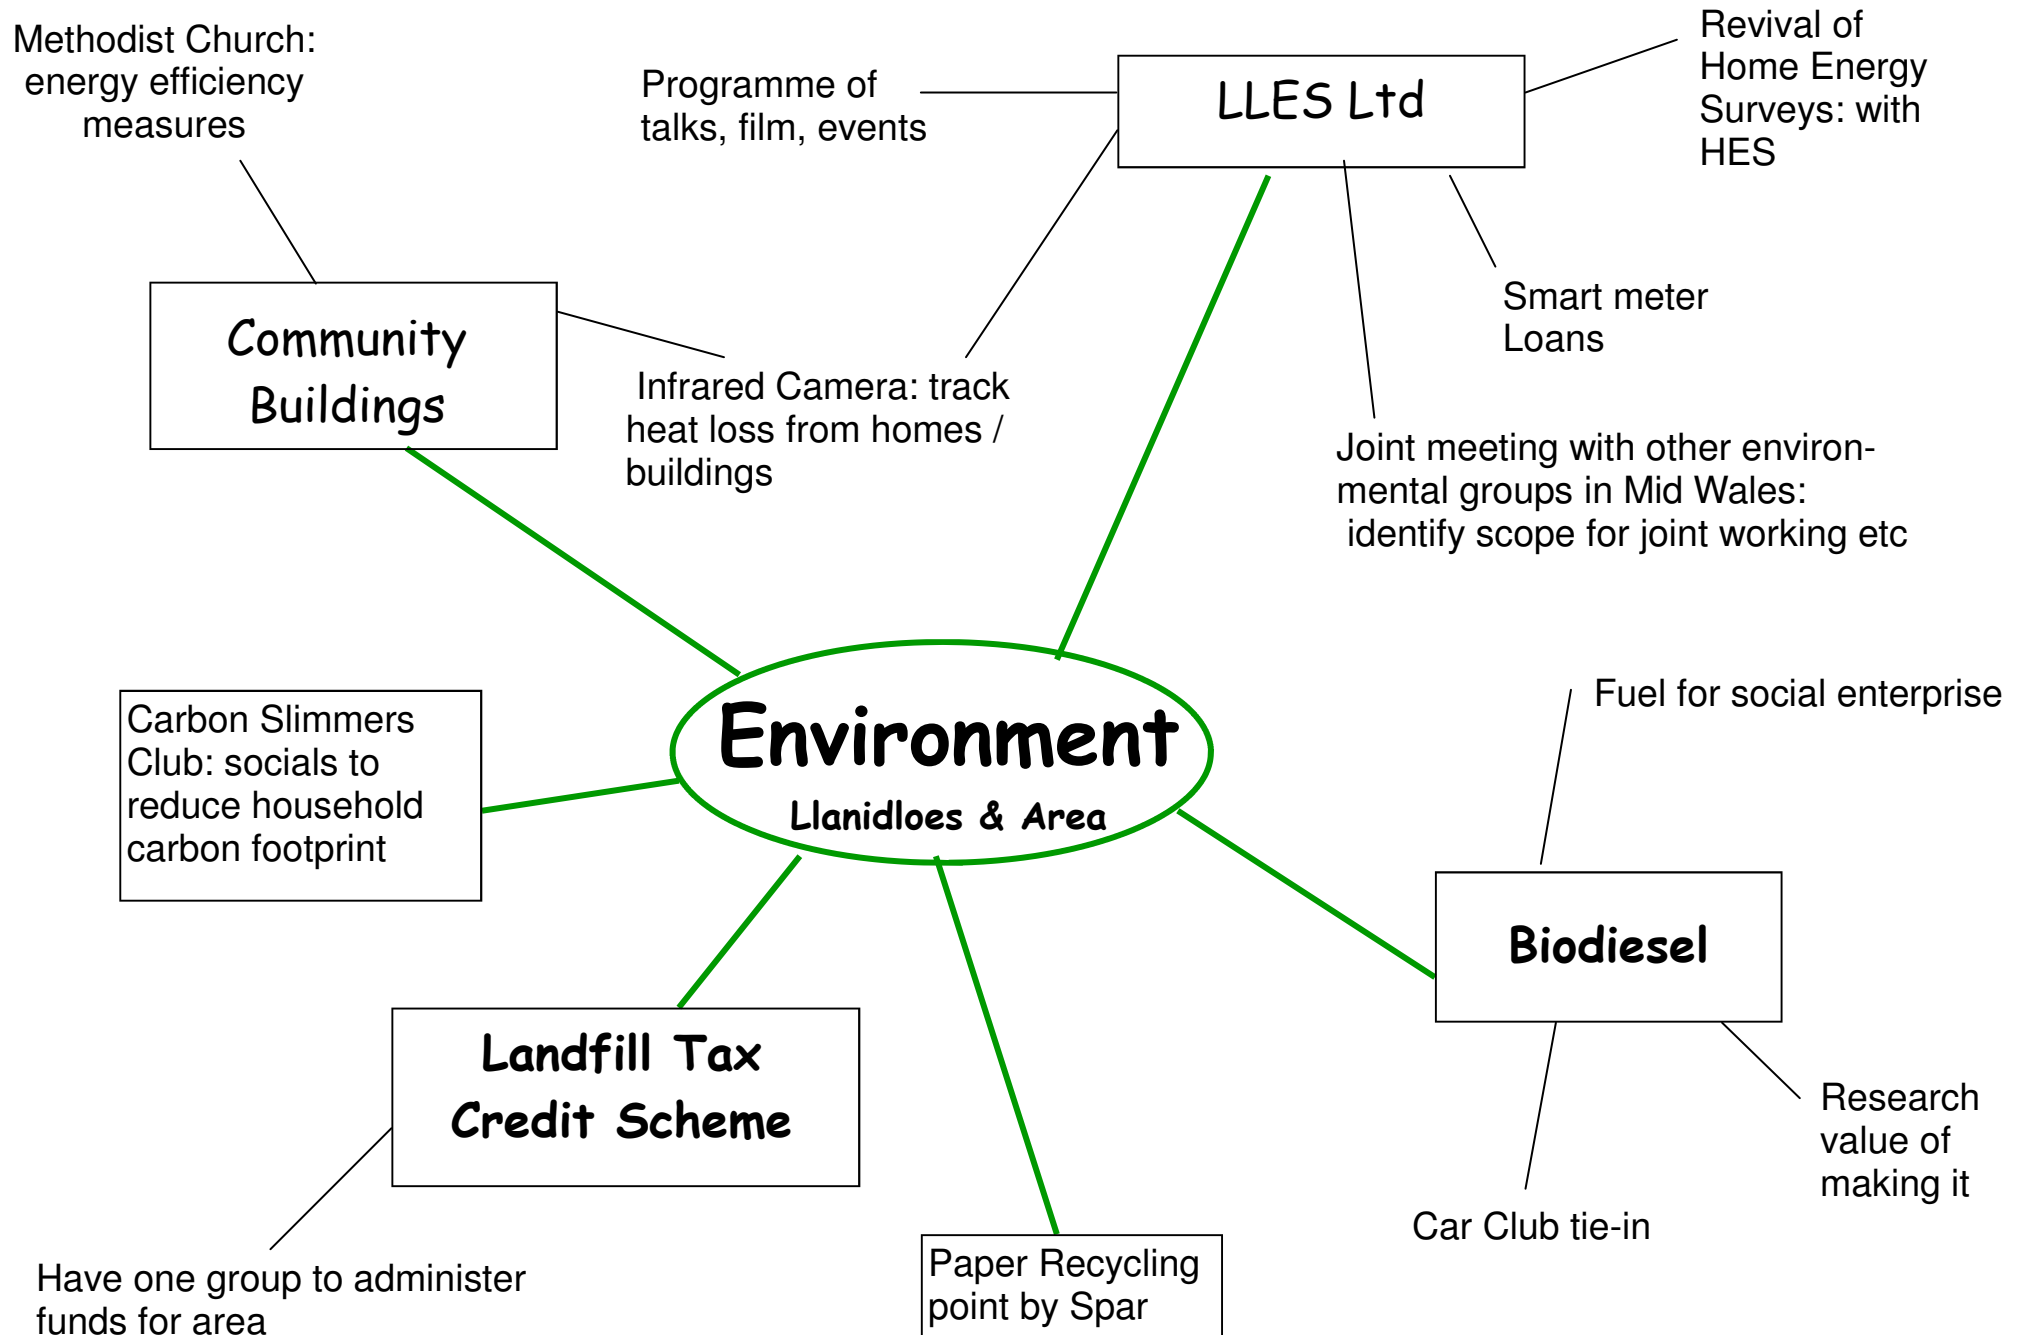 Methodist Church:
energy efficiency
measures
Programme of
talks, film, events
LLES Ltd
Revival of
Home Energy
Surveys: with
HES
Community
Buildings
Infrared Camera: track
heat loss from homes /
buildings
Smart meter
Loans
Joint meeting with other environ-
mental groups in Mid Wales:
identify scope for joint working etc
Environment
Llanidloes & Area
Carbon Slimmers
Club: socials to
reduce household
carbon footprint
Fuel for social enterprise
Biodiesel
Landfill Tax
Credit Scheme
Research
value of
making it
Car Club tie-in
Have one group to administer
funds for area
Paper Recycling
point by Spar